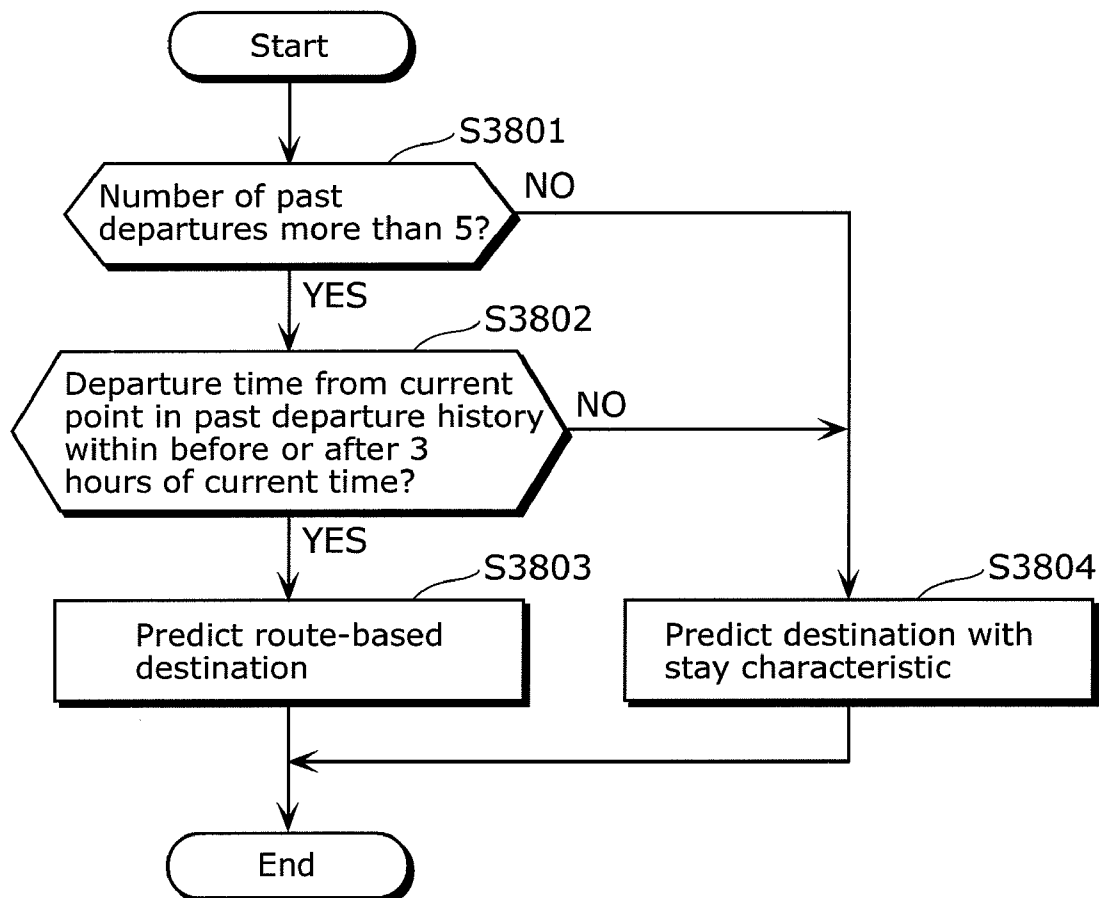 Start
S3801
Number of past
departures more than 5?
NO
YES
S3802
Departure time from current
point in past departure history
within before or after 3
hours of current time?
NO
YES
S3803
Predict route-based
destination
S3804
Predict destination with
stay characteristic
End